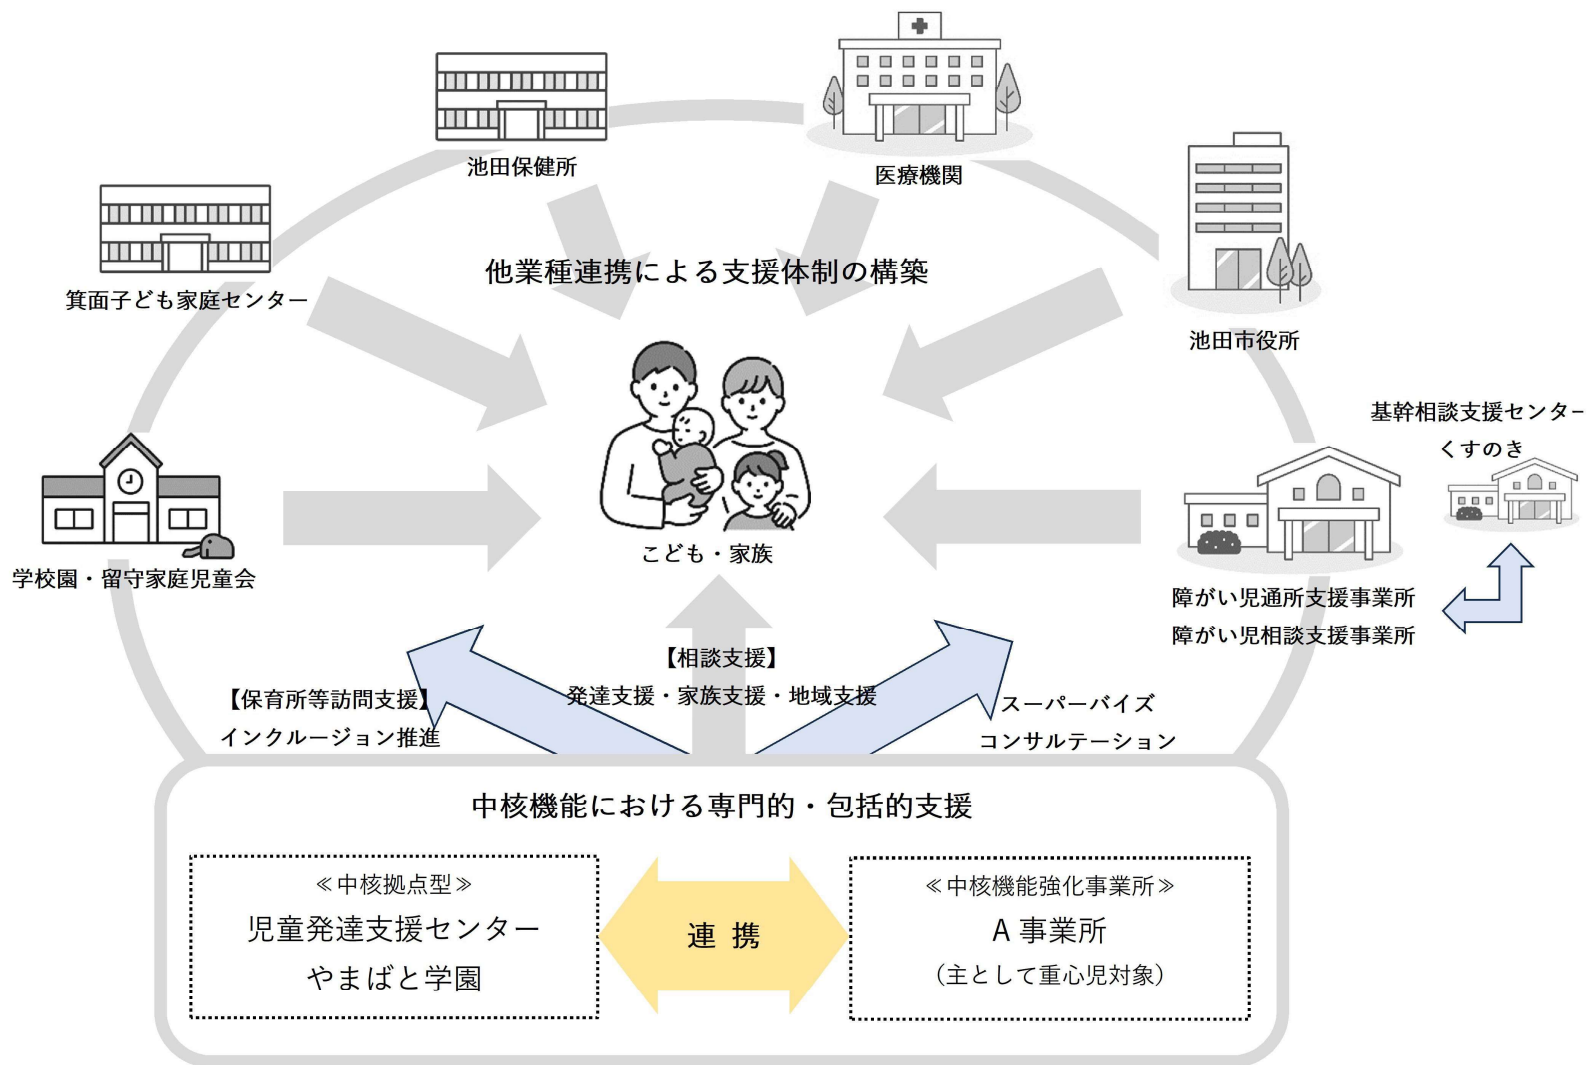 池田保健所
医療機関
箕面子ども家庭センター
他業種連携による支援体制の構築
池田市役所
基幹相談支援センター
くすのき
学校園・留守家庭児童会
こども・家族
障がい児通所支援事業所
障がい児相談支援事業所
【保育所等訪問支援】
インクルージョン推進
【相談支援】
発達支援・家族支援・地域支援
スーパーバイズ
コンサルテーション
中核機能における専門的・包括的支援
≪中核拠点型≫
児童発達支援センター
やまばと学園
連 携
≪中核機能強化事業所≫
A 事業所
（主として重心児対象）